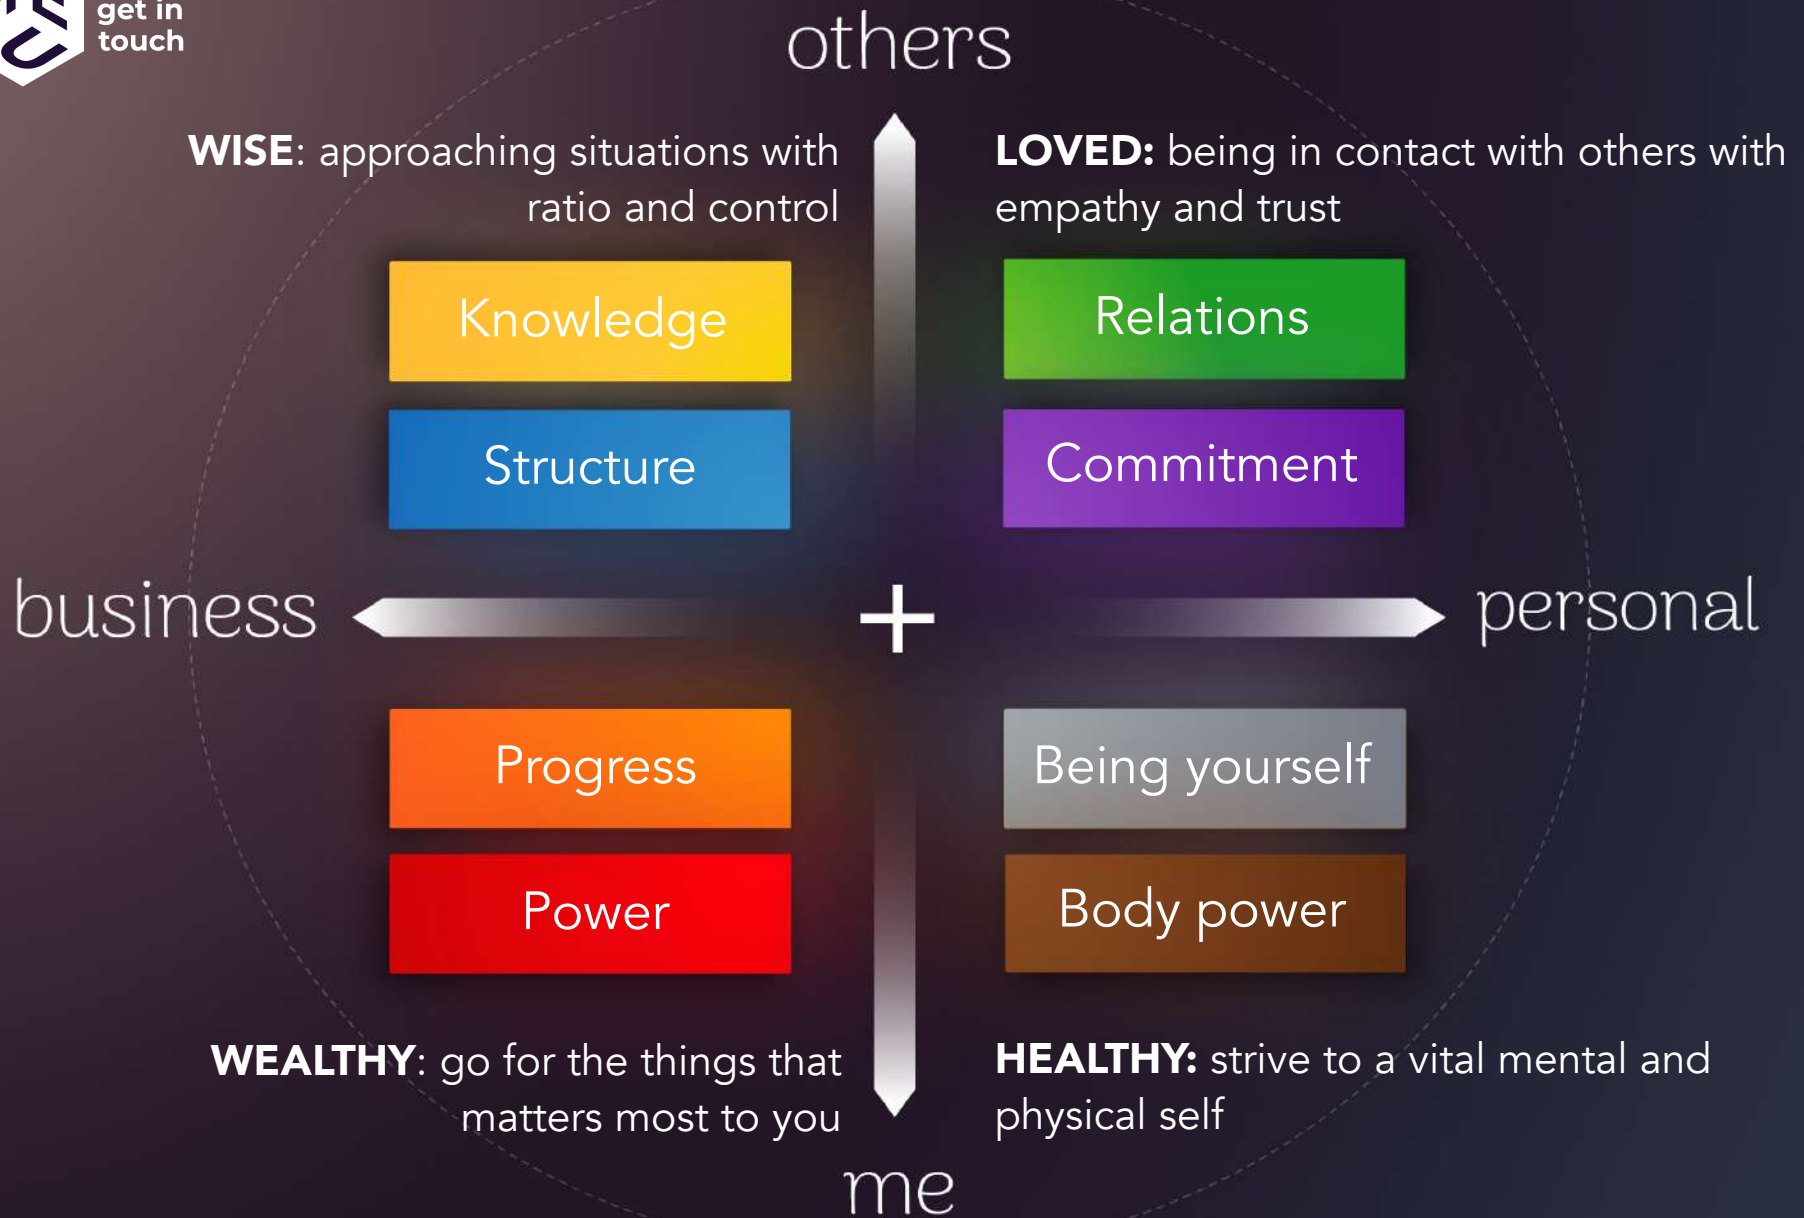 get in
touch
others
WISE: approaching situations with
ratio and control
LOVED: being in contact with others with
empathy and trust
Knowledge
Relations
Structure
Commitment
business
+
personal
Progress
Being yourself
Power
Body power
WEALTHY: go for the things that
matters most to you
HEALTHY: strive to a vital mental and
physical self
me